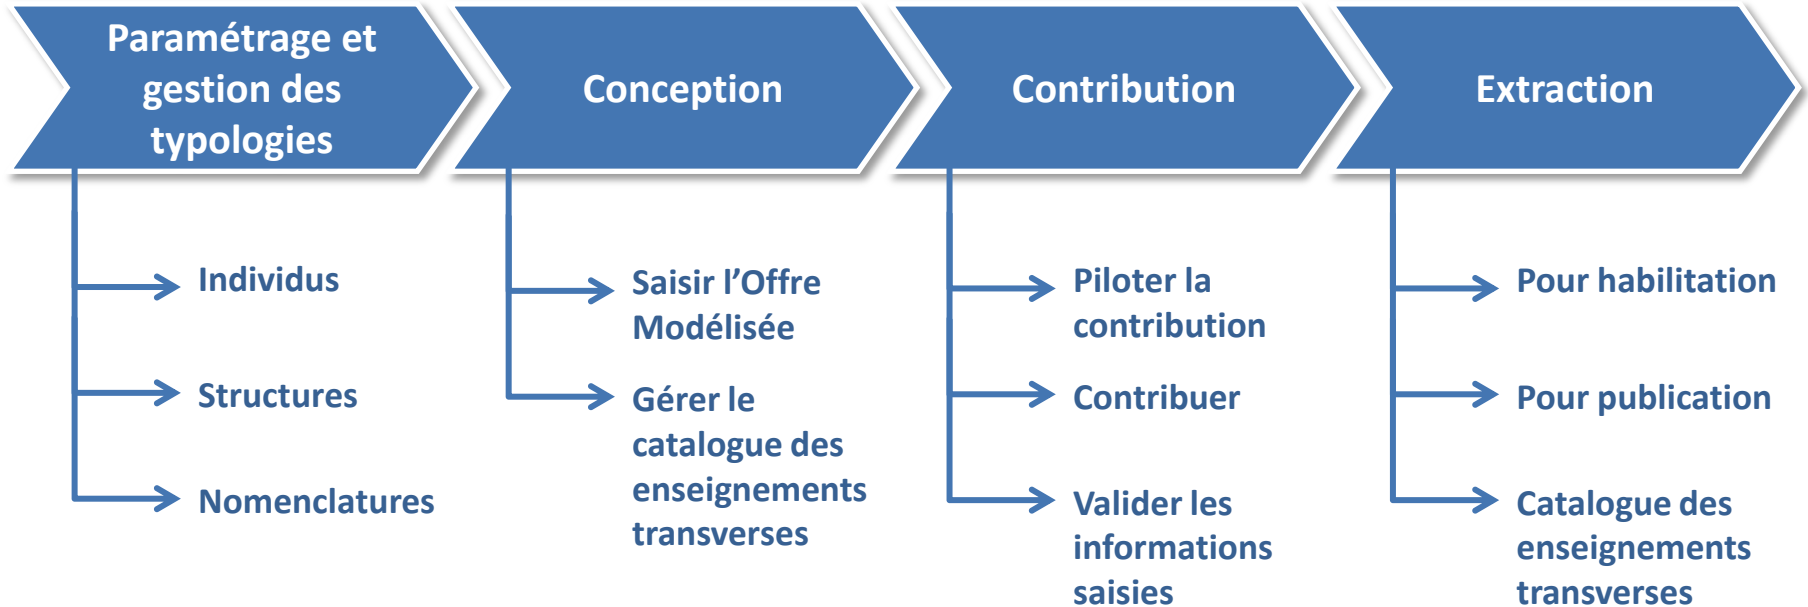 Paramétrage et
gestion des
typologies
Conception
Contribution
Extraction
Individus
Structures
Nomenclatures
Saisir l’Offre
Modélisée
Gérer le
catalogue des
enseignements
transverses
Piloter la
contribution
Contribuer
Valider les
informations
saisies
Pour habilitation
Pour publication
Catalogue des
enseignements
transverses